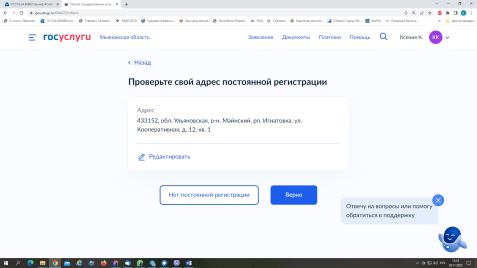 госуслуги
Ульяновская область
Заявления Документы Платежи Помощь
Ксения К.
КК
Назад
Проверьте свой адрес постоянной регистрации
Адрес
433152, обл. Ульяновская, р-н. Майнский, рп. Игнатовка, ул.
Кооперативная, д. 12, кв. 1
Редактировать
Нет постоянной регистрации
Верно
Отвечу на вопросы или помогу
обратиться в поддержку